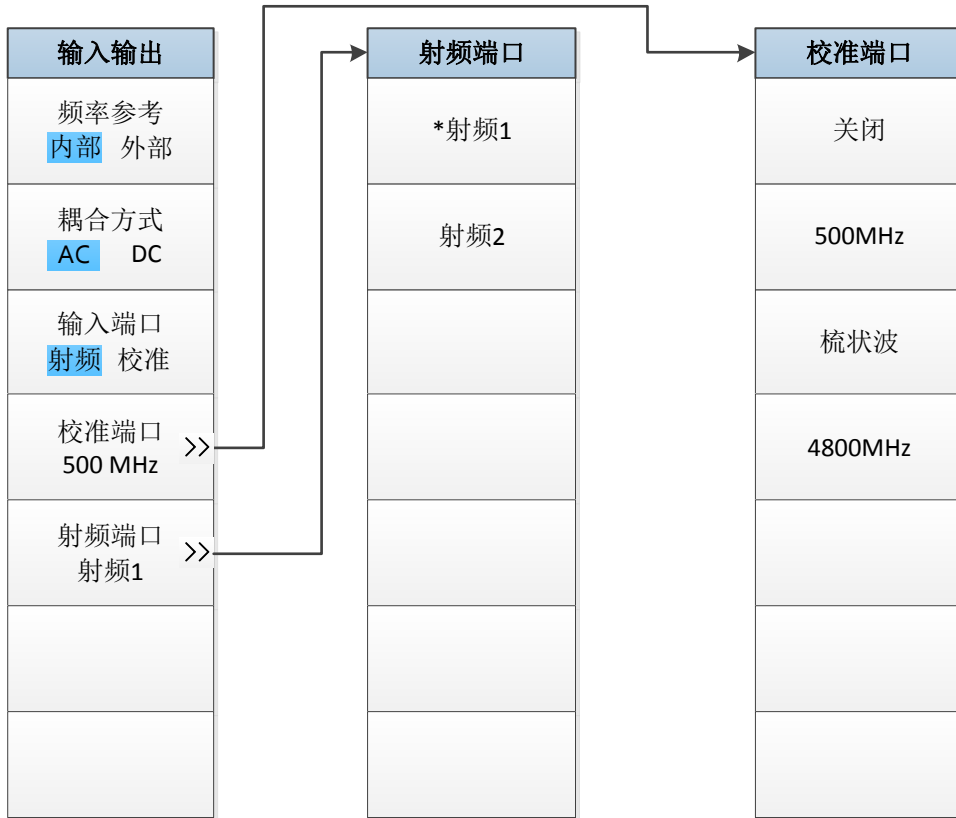 输入输出
频率参考
内部 外部
耦合方式
AC DC
输入端口
射频 校准
校准端口
500 MHz
>>
射频端口
射频1
>>
射频端口
*射频1
射频2
校准端口
关闭
500MHz
梳状波
4800MHz